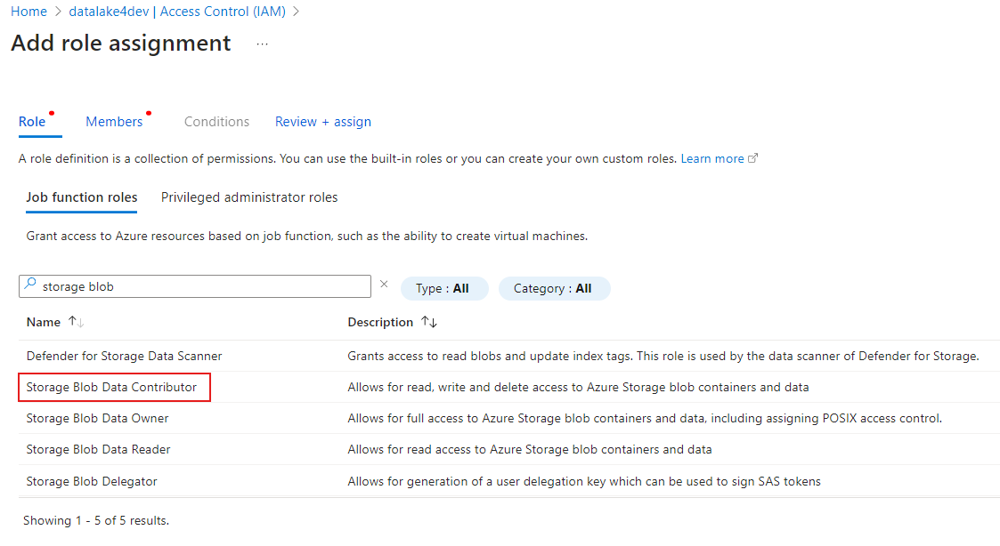 Home > datalake4dev | Access Control (IAM) >
Add role assignment ...
Role Members Conditions Review + assign
A role definition is a collection of permissions. You can use the built-in roles or you can create your own custom roles. Learn more
Job function roles Privileged administrator roles
Grant access to Azure resources based on job function, such as the ability to create virtual machines.
storage blob × Type : All Category : All
Name ↑↓ Description ↑↓
Defender for Storage Data Scanner Grants access to read blobs and update index tags. This role is used by the data scanner of Defender for Storage.
Storage Blob Data Contributor Allows for read, write and delete access to Azure Storage blob containers and data
Storage Blob Data Owner Allows for full access to Azure Storage blob containers and data, including assigning POSIX access control.
Storage Blob Data Reader Allows for read access to Azure Storage blob containers and data
Storage Blob Delegator Allows for generation of a user delegation key which can be used to sign SAS tokens
Showing 1 - 5 of 5 results.